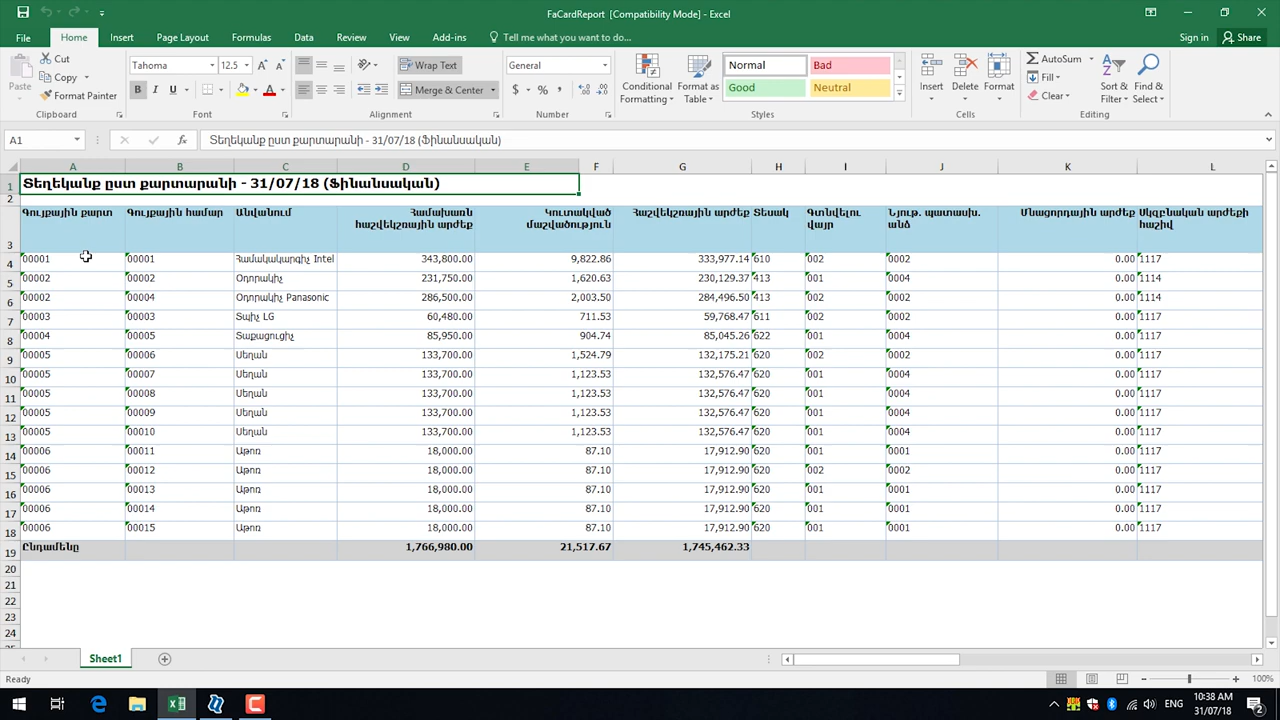 FaCardReport [Compatibility Mode] - Excel
File Home Insert Page Layout Formulas Data Review View Add-ins Tell me what you want to do... Sign in Share
Paste Cut Copy Format Painter Clipboard
Tahoma 12.5 A A B I U A Font
Wrap Text Merge & Center Alignment
General $ % , Number
Conditional Formatting Format as Table Normal Bad Good Neutral Styles
Insert Delete Format Cells
AutoSum Fill Clear Sort & Filter Find & Select Editing
A1 fx Տեղեկանք ըստ քարտարանի - 31/07/18 (Ֆինանսական)
A B C D E F G H I J K L
1 Տեղեկանք ըստ քարտարանի - 31/07/18 (Ֆինանսական)
2
3 Գույքային քարտ Գույքային համար Անվանում Համախառն հաշվեկշռային արժեք Կուտակված մաշվածություն Հաշվեկշռային արժեք Տեսակ Գտնվելու վայր Նյութ. պատասխ. անձ Մնացորդային արժեք Սկզբնական արժեքի հաշիվ
4 00001 00001 Համակակարգիչ Intel 343,800.00 9,822.86 333,977.14 610 002 0002 0.00 1117
5 00002 00002 Օդորակիչ 231,750.00 1,620.63 230,129.37 413 001 0004 0.00 1114
6 00002 00004 Օդորակիչ Panasonic 286,500.00 2,003.50 284,496.50 413 002 0002 0.00 1114
7 00003 00003 Տպիչ LG 60,480.00 711.53 59,768.47 611 002 0002 0.00 1117
8 00004 00005 Տաքացուցիչ 85,950.00 904.74 85,045.26 622 001 0004 0.00 1117
9 00005 00006 Սեղան 133,700.00 1,524.79 132,175.21 620 002 0002 0.00 1117
10 00005 00007 Սեղան 133,700.00 1,123.53 132,576.47 620 001 0004 0.00 1117
11 00005 00008 Սեղան 133,700.00 1,123.53 132,576.47 620 001 0004 0.00 1117
12 00005 00009 Սեղան 133,700.00 1,123.53 132,576.47 620 001 0004 0.00 1117
13 00005 00010 Սեղան 133,700.00 1,123.53 132,576.47 620 001 0004 0.00 1117
14 00006 00011 Աթոռ 18,000.00 87.10 17,912.90 620 001 0001 0.00 1117
15 00006 00012 Աթոռ 18,000.00 87.10 17,912.90 620 002 0002 0.00 1117
16 00006 00013 Աթոռ 18,000.00 87.10 17,912.90 620 001 0001 0.00 1117
17 00006 00014 Աթոռ 18,000.00 87.10 17,912.90 620 001 0001 0.00 1117
18 00006 00015 Աթոռ 18,000.00 87.10 17,912.90 620 001 0001 0.00 1117
19 Ընդամենը 1,766,980.00 21,517.67 1,745,462.33
20
21
22
23
24
Sheet1
Ready 100%
ENG 10:38 AM
31/07/18